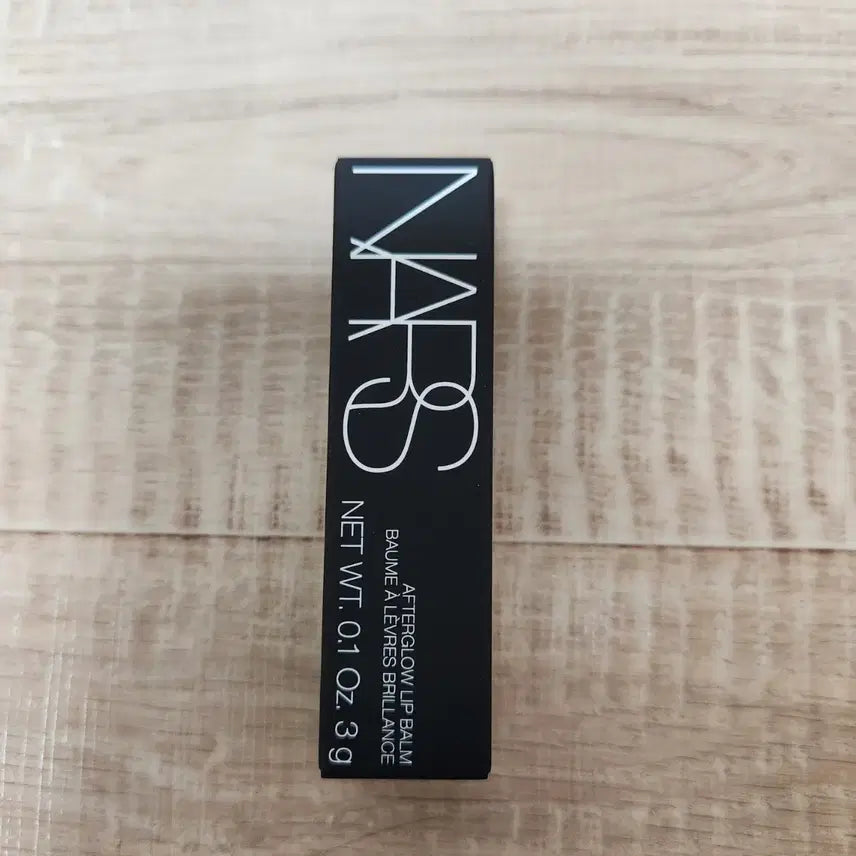 NARS
AFTERGLOW LIP BALM
BAUME À LÈVRES BRILLANCE
NET WT. 0.1 Oz. 3 g